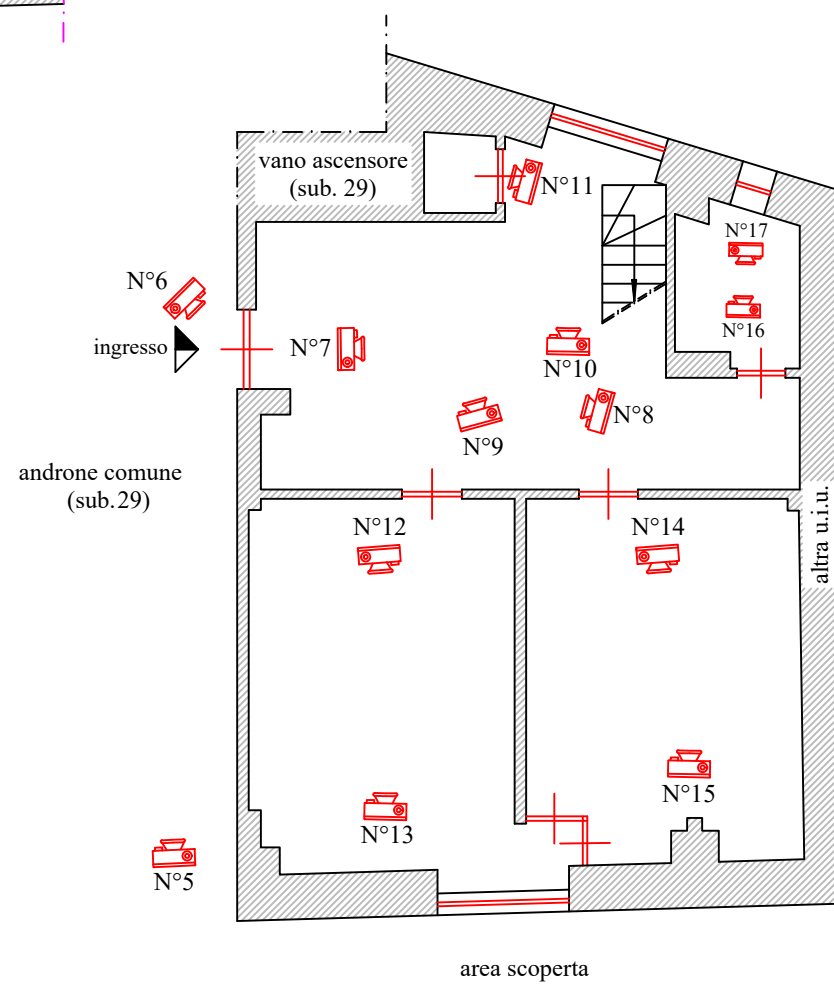 vano ascensore
(sub. 29)
N°11
N°17
N°6
N°16
ingresso
N°7
N°10
N°8
N°9
androne comune
(sub.29)
altra u.i.u.
N°12
N°14
N°15
N°13
N°5
area scoperta